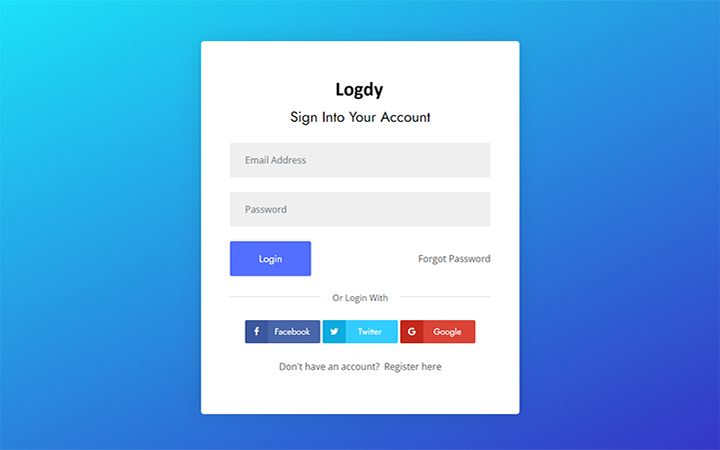 Logdy
Sign Into Your Account
Email Address
Password
Login Forgot Password
Or Login With
Facebook Twitter Google
Don't have an account? Register here